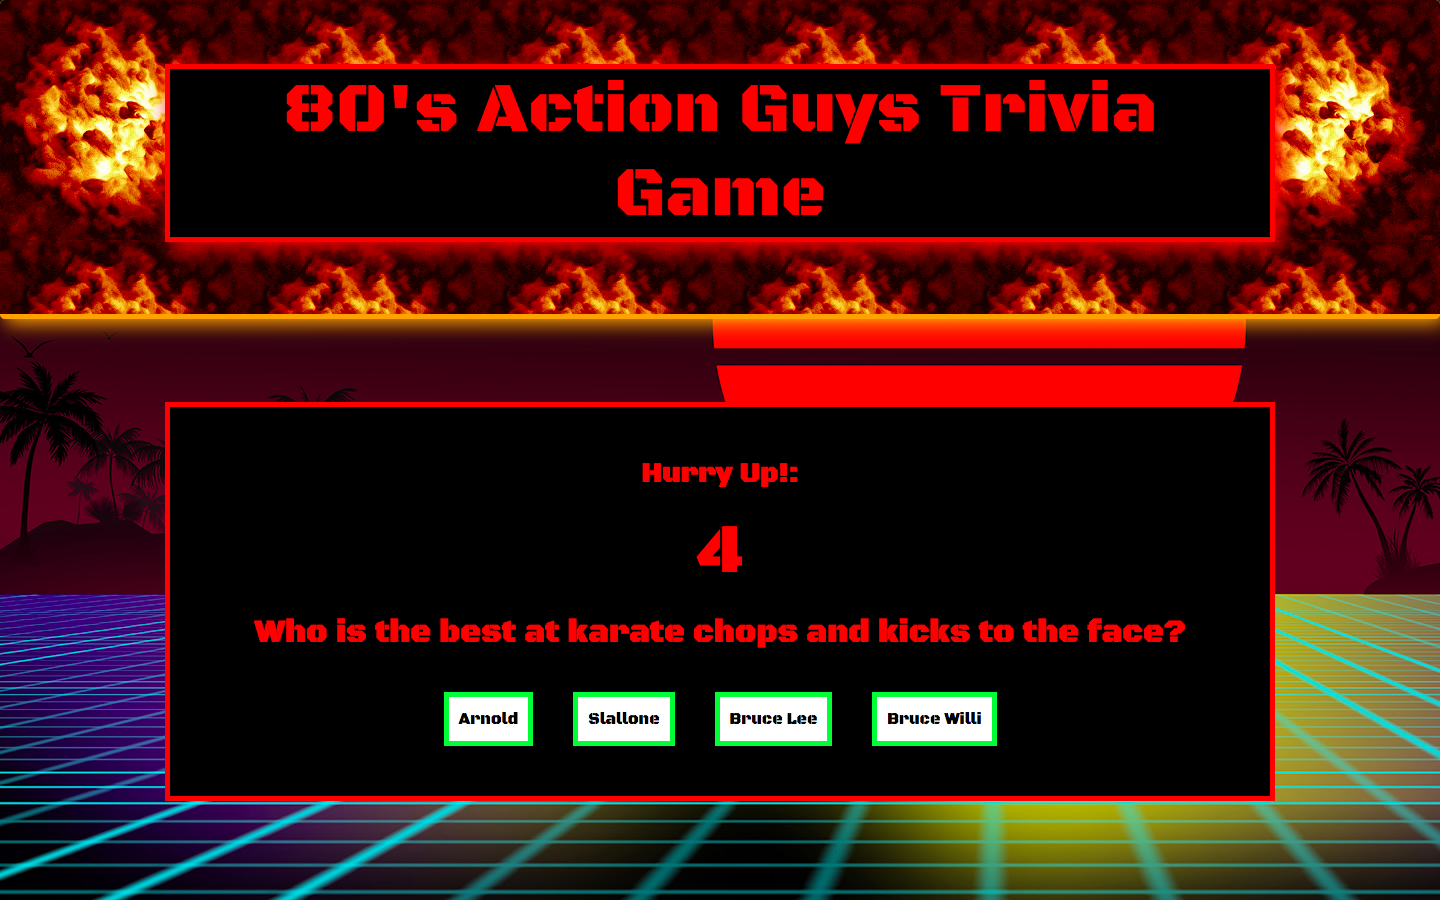 80's Action Guys Trivia
Game
Hurry Up!:
4
Who is the best at karate chops and kicks to the face?
Arnold
Slallone
Bruce Lee
Bruce Willi